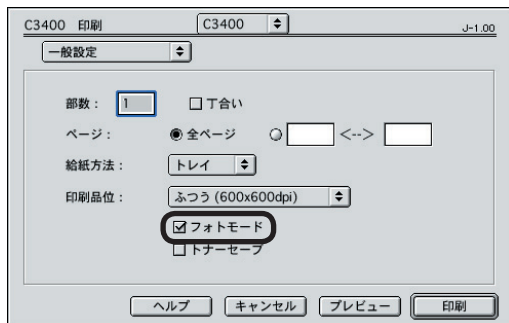 C3400 印刷 C3400 J-1.00
一般設定
部数： 1 丁合い
ページ： 全ページ <-->
給紙方法： トレイ
印刷品位： ふつう (600x600dpi)
フォトモード
トナーセーブ
ヘルプ キャンセル プレビュー 印刷